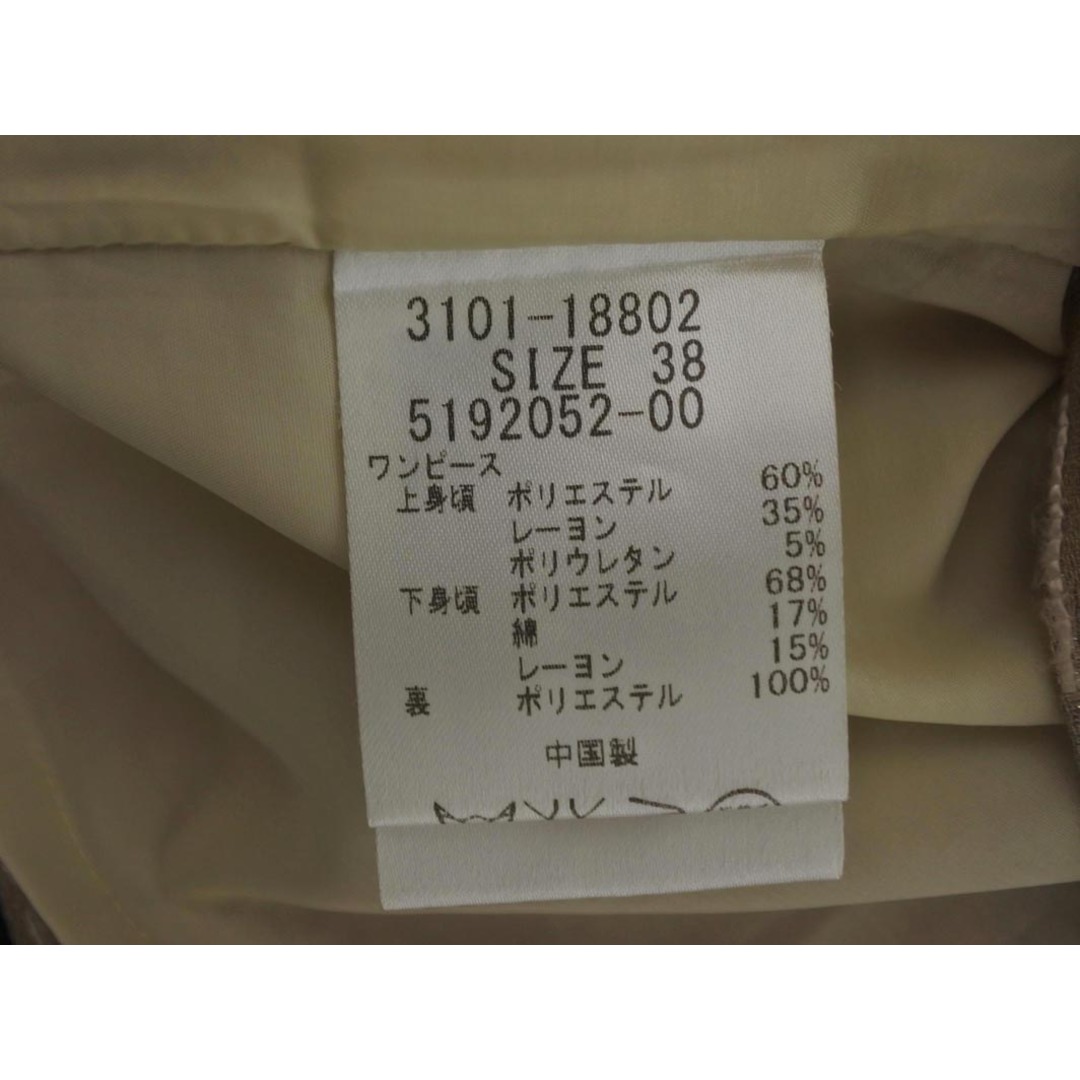 3101-18802
SIZE 38
5192052-00
ワンピース
上身頃 ポリエステル 60%
レーヨン 35%
ポリウレタン 5%
下身頃 ポリエステル 68%
綿 17%
レーヨン 15%
裏 ポリエステル 100%
中国製